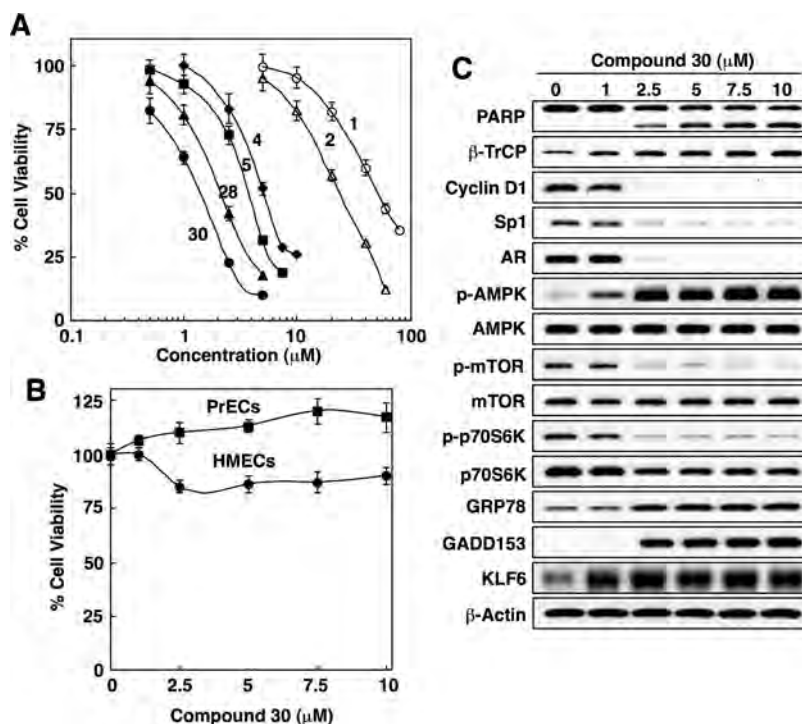 A
% Cell Viability
100
75
50
25
0
0.1
1
10
100
Concentration (μM)
30
28
5
4
2
1
B
% Cell Viability
125
100
75
50
25
0
0
2.5
5
7.5
10
Compound 30 (μM)
PrECs
HMECs
C
Compound 30 (μM)
0 1 2.5 5 7.5 10
PARP
β-TrCP
Cyclin D1
Sp1
AR
p-AMPK
AMPK
p-mTOR
mTOR
p-p70S6K
p70S6K
GRP78
GADD153
KLF6
β-Actin